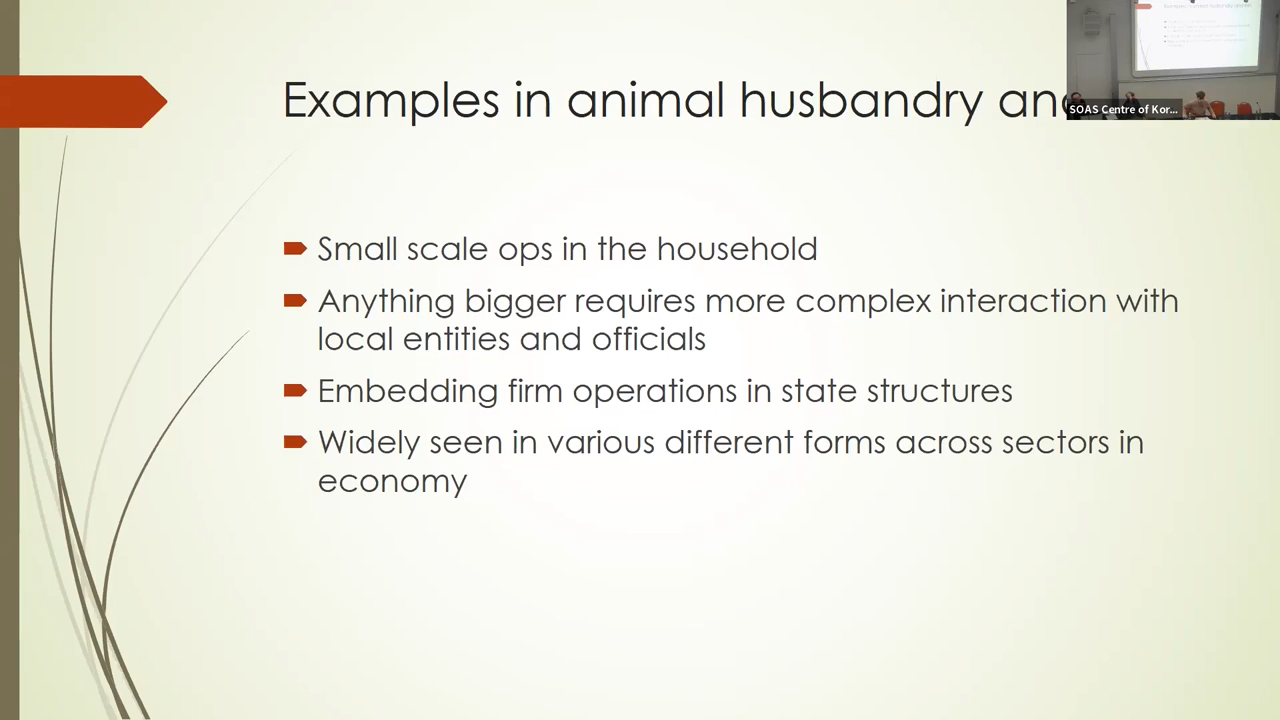 Examples in animal husbandry
SOAS Centre of Kor...
Small scale ops in the household
Anything bigger requires more complex interaction with
local entities and officials
Embedding firm operations in state structures
Widely seen in various different forms across sectors in
economy